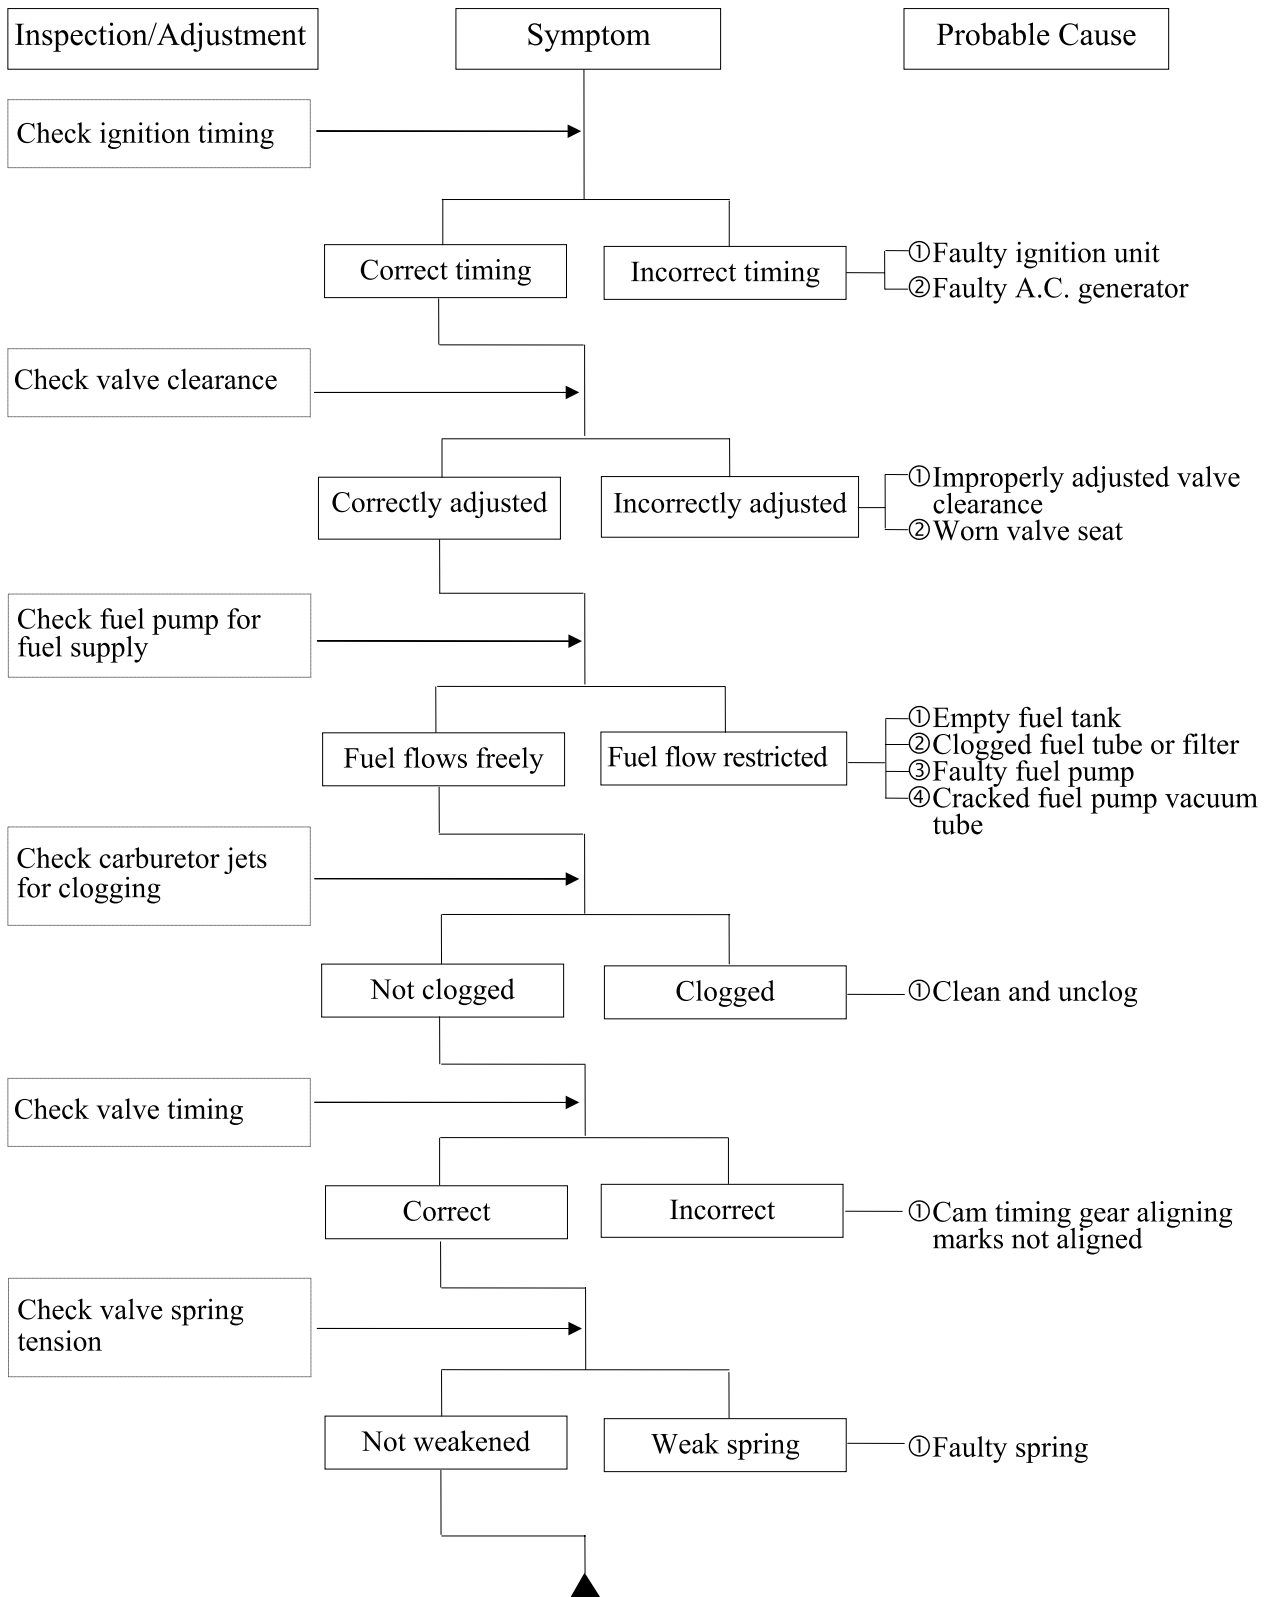 Inspection/Adjustment
Symptom
Probable Cause
Check ignition timing
Correct timing
Incorrect timing
①Faulty ignition unit
②Faulty A.C. generator
Check valve clearance
Correctly adjusted
Incorrectly adjusted
①Improperly adjusted valve
clearance
②Worn valve seat
Check fuel pump for
fuel supply
Fuel flows freely
Fuel flow restricted
①Empty fuel tank
②Clogged fuel tube or filter
③Faulty fuel pump
④Cracked fuel pump vacuum
tube
Check carburetor jets
for clogging
Not clogged
Clogged
①Clean and unclog
Check valve timing
Correct
Incorrect
①Cam timing gear aligning
marks not aligned
Check valve spring
tension
Not weakened
Weak spring
①Faulty spring